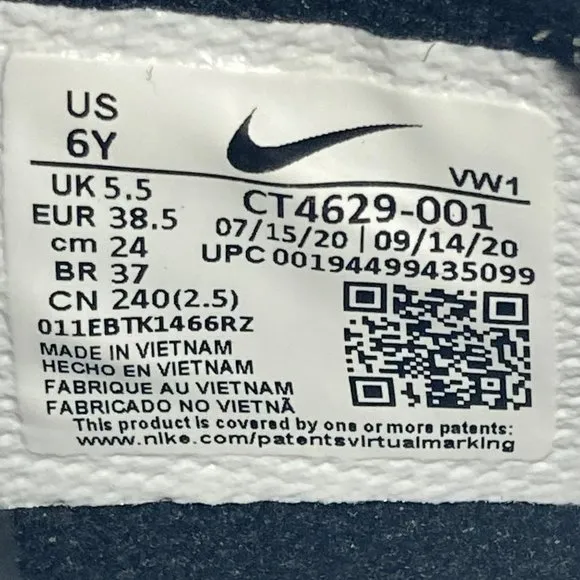 US
6Y
VW1
UK 5.5
CT4629-001
EUR 38.5
07/15/20 | 09/14/20
cm 24
UPC 00194499435099
BR 37
CN 240(2.5)
011EBTK1466RZ
MADE IN VIETNAM
HECHO EN VIETNAM
FABRIQUE AU VIETNAM
FABRICADO NO VIETNÃ
This product is covered by one or more patents:
www.nike.com/patentsvirtualmarking